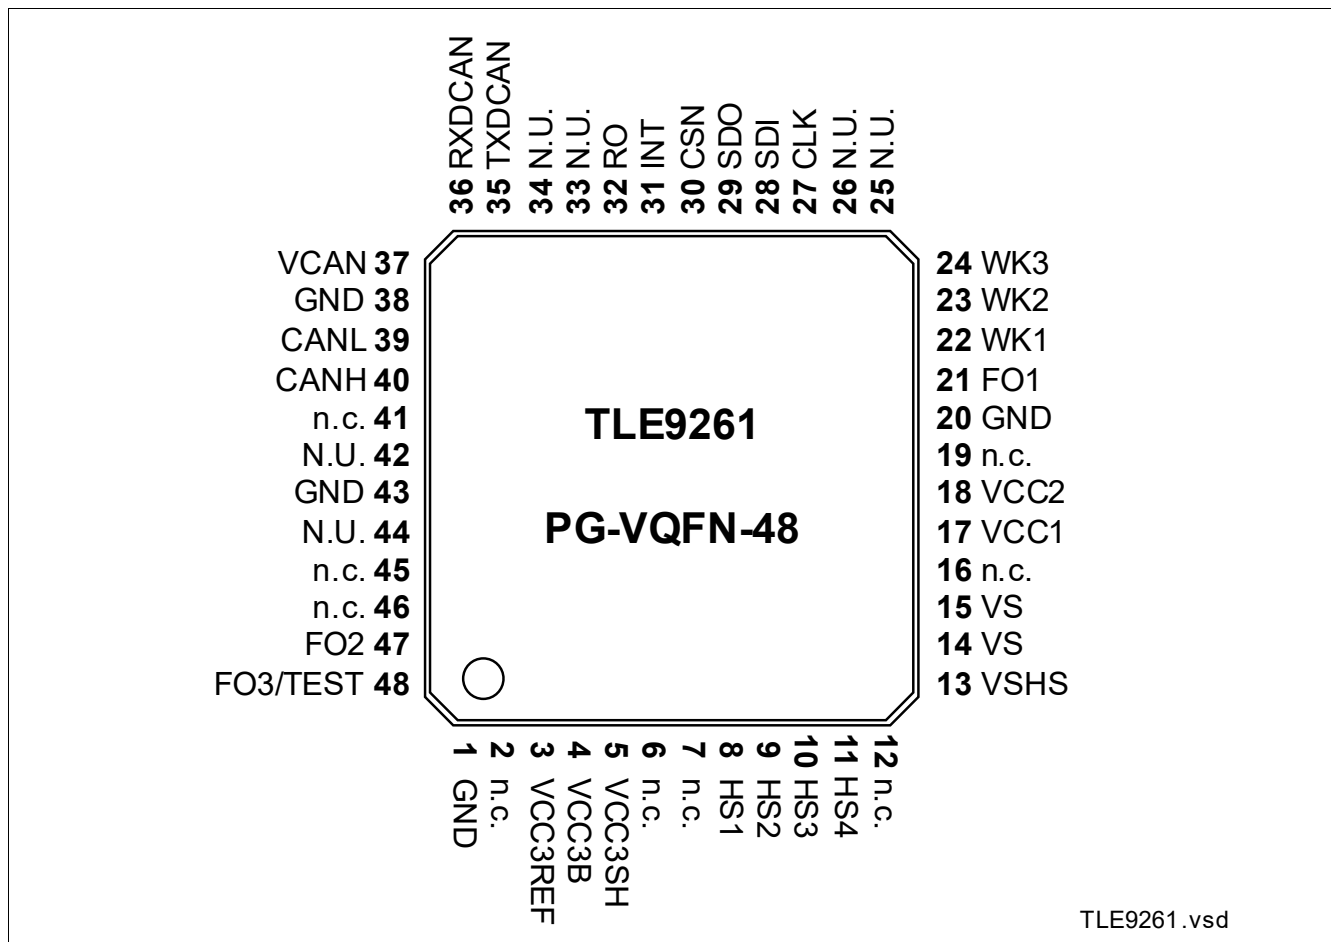 36 RXDCAN
35 TXDCAN
34 N.U.
33 N.U.
32 RO
31 INT
30 CSN
29 SDO
28 SDI
27 CLK
26 N.U.
25 N.U.
VCAN 37
GND 38
CANL 39
CANH 40
n.c. 41
N.U. 42
GND 43
N.U. 44
n.c. 45
n.c. 46
FO2 47
FO3/TEST 48
TLE9261
PG-VQFN-48
24 WK3
23 WK2
22 WK1
21 FO1
20 GND
19 n.c.
18 VCC2
17 VCC1
16 n.c.
15 VS
14 VS
13 VSHS
1 GND
2 n.c.
3 VCC3REF
4 VCC3B
5 VCC3SH
6 n.c.
7 n.c.
8 HS1
9 HS2
10 HS3
11 HS4
12 n.c.
TLE9261.vsd